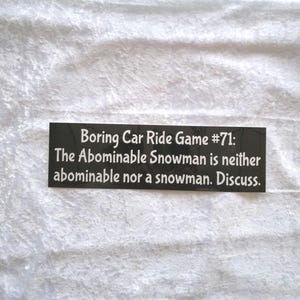 Boring Car Ride Game #71:
The Abominable Snowman is neither
abominable nor a snowman. Discuss.